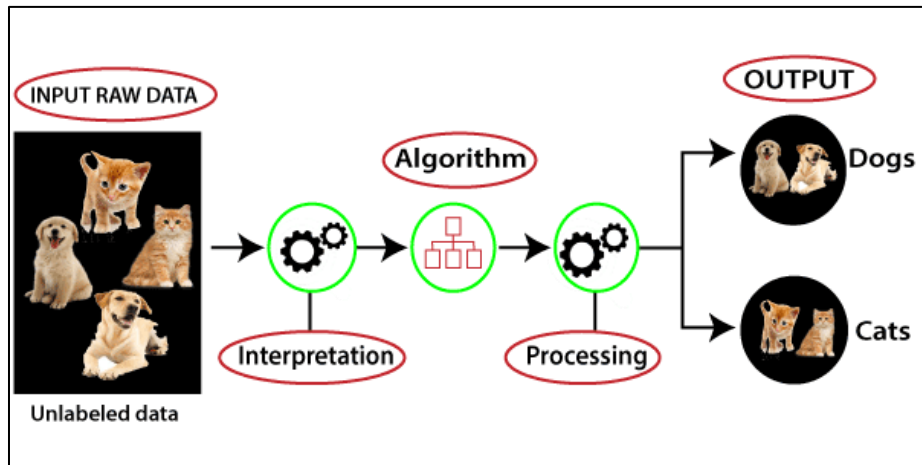 INPUT RAW DATA
Unlabeled data
Interpretation
Algorithm
Processing
OUTPUT
Dogs
Cats